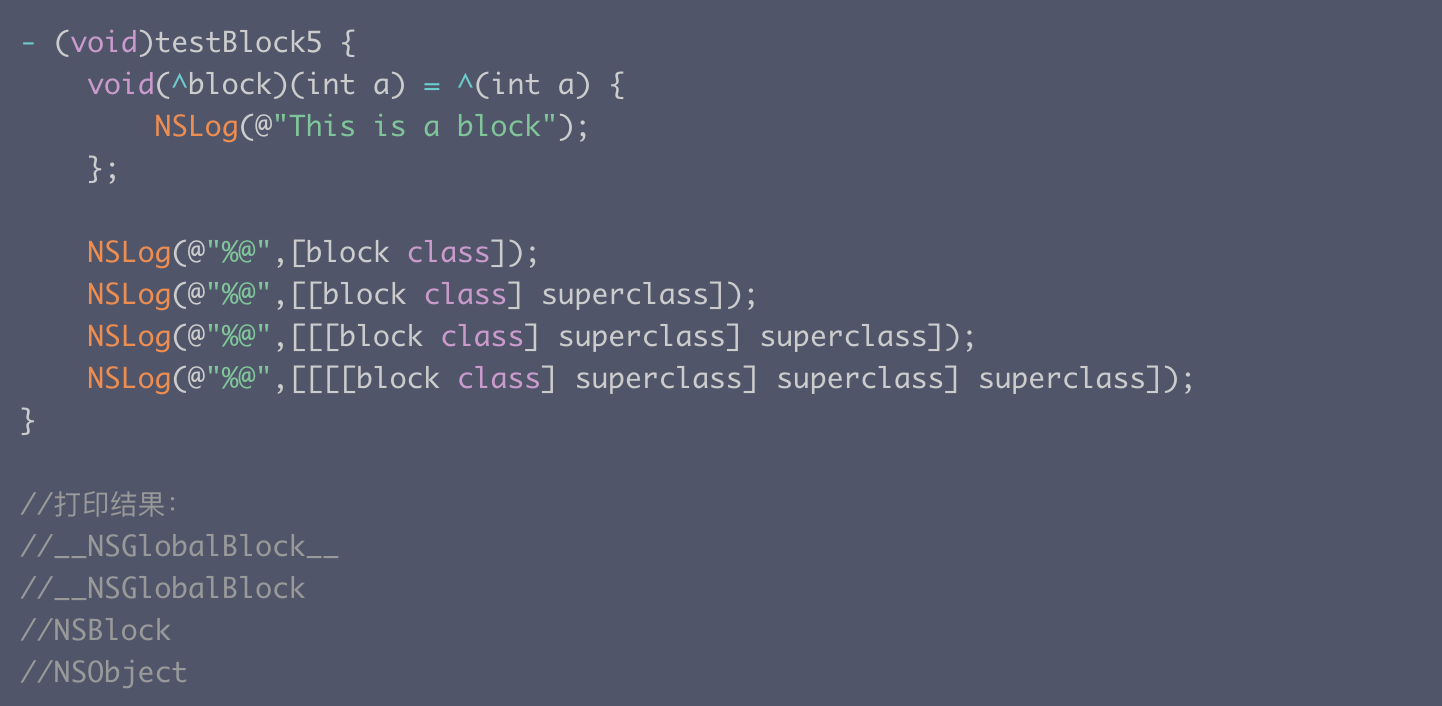 - (void)testBlock5 {
    void(^block)(int a) = ^(int a) {
        NSLog(@"This is a block");
    };

    NSLog(@"%@",[block class]);
    NSLog(@"%@",[[block class] superclass]);
    NSLog(@"%@",[[[block class] superclass] superclass]);
    NSLog(@"%@",[[[[block class] superclass] superclass] superclass]);
}

//打印结果：
//__NSGlobalBlock__
//__NSGlobalBlock
//NSBlock
//NSObject